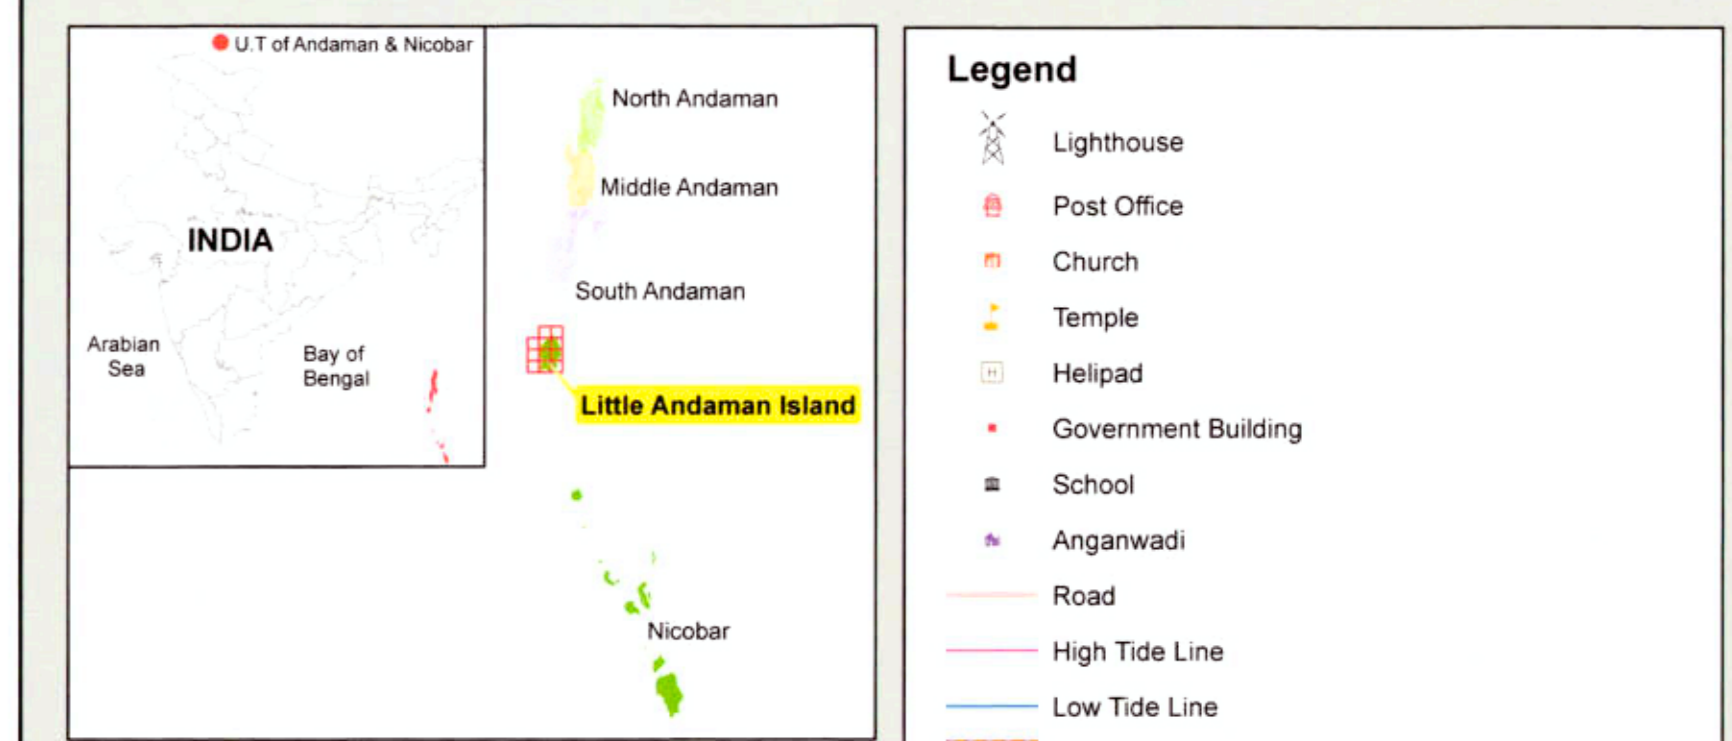 U.T of Andaman & Nicobar
INDIA
Arabian
Sea
Bay of
Bengal
North Andaman
Middle Andaman
South Andaman
Little Andaman Island
Nicobar
Legend
Lighthouse
Post Office
Church
Temple
H
Helipad
Government Building
School
Anganwadi
Road
High Tide Line
Low Tide Line